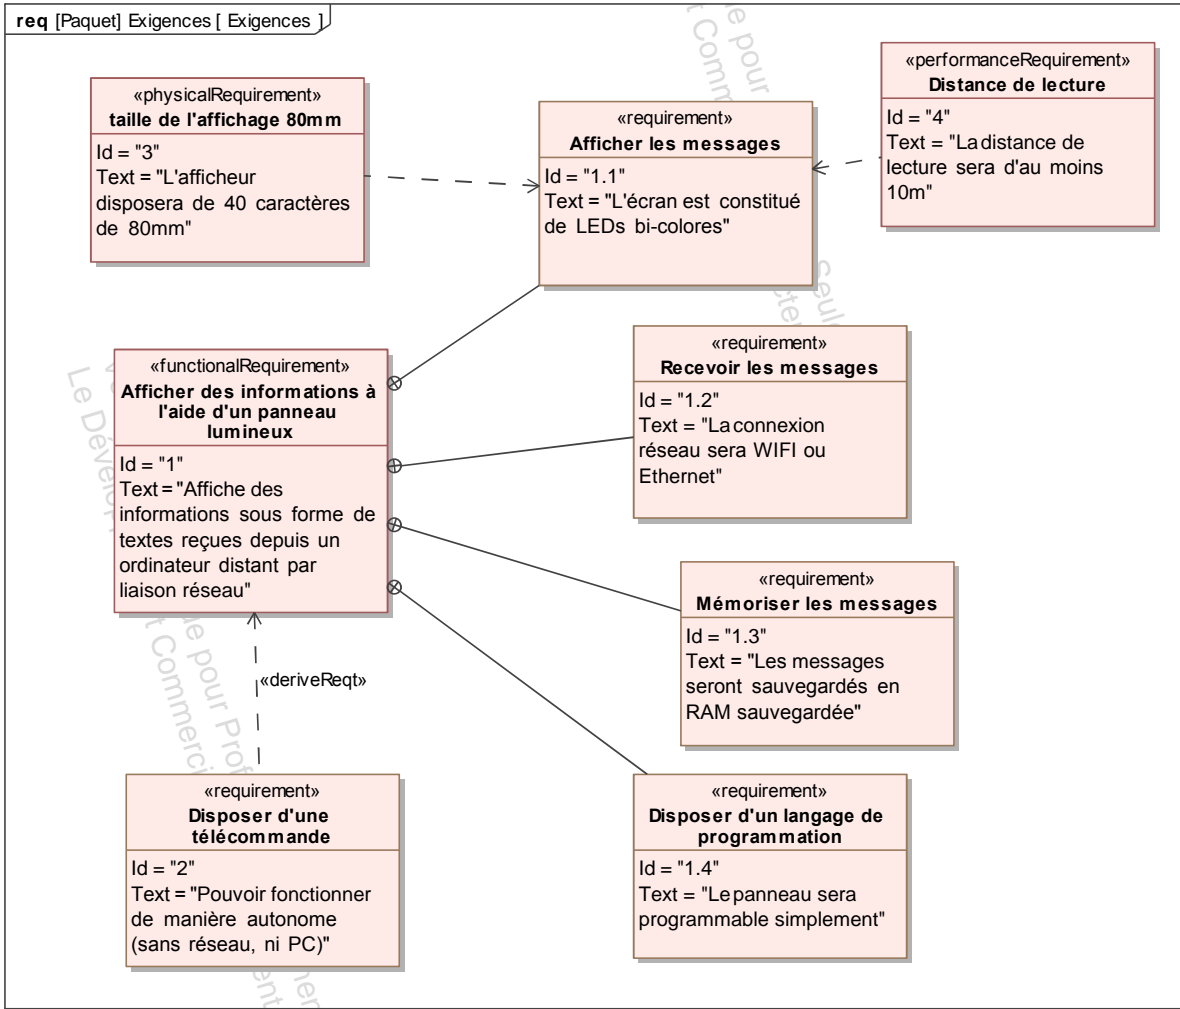 req [Paquet] Exigences [ Exigences ]
«physicalRequirement»
taille de l'affichage 80mm
Id = "3"
Text = "L'afficheur
disposera de 40 caractères
de 80mm"
«requirement»
Afficher les messages
Id = "1.1"
Text = "L'écran est constitué
de LEDs bi-colores"
«performanceRequirement»
Distance de lecture
Id = "4"
Text = "La distance de
lecture sera d'au moins
10m"
«functionalRequirement»
Afficher des informations à
l'aide d'un panneau
lumineux
Id = "1"
Text = "Affiche des
informations sous forme de
textes reçues depuis un
ordinateur distant par
liaison réseau"
«requirement»
Recevoir les messages
Id = "1.2"
Text = "La connexion
réseau sera WIFI ou
Ethernet"
«requirement»
Mémoriser les messages
Id = "1.3"
Text = "Les messages
seront sauvegardés en
RAM sauvegardée"
«deriveReqt»
«requirement»
Disposer d'une
télécommande
Id = "2"
Text = "Pouvoir fonctionner
de manière autonome
(sans réseau, ni PC)"
«requirement»
Disposer d'un langage de
programmation
Id = "1.4"
Text = "Le panneau sera
programmable simplement"